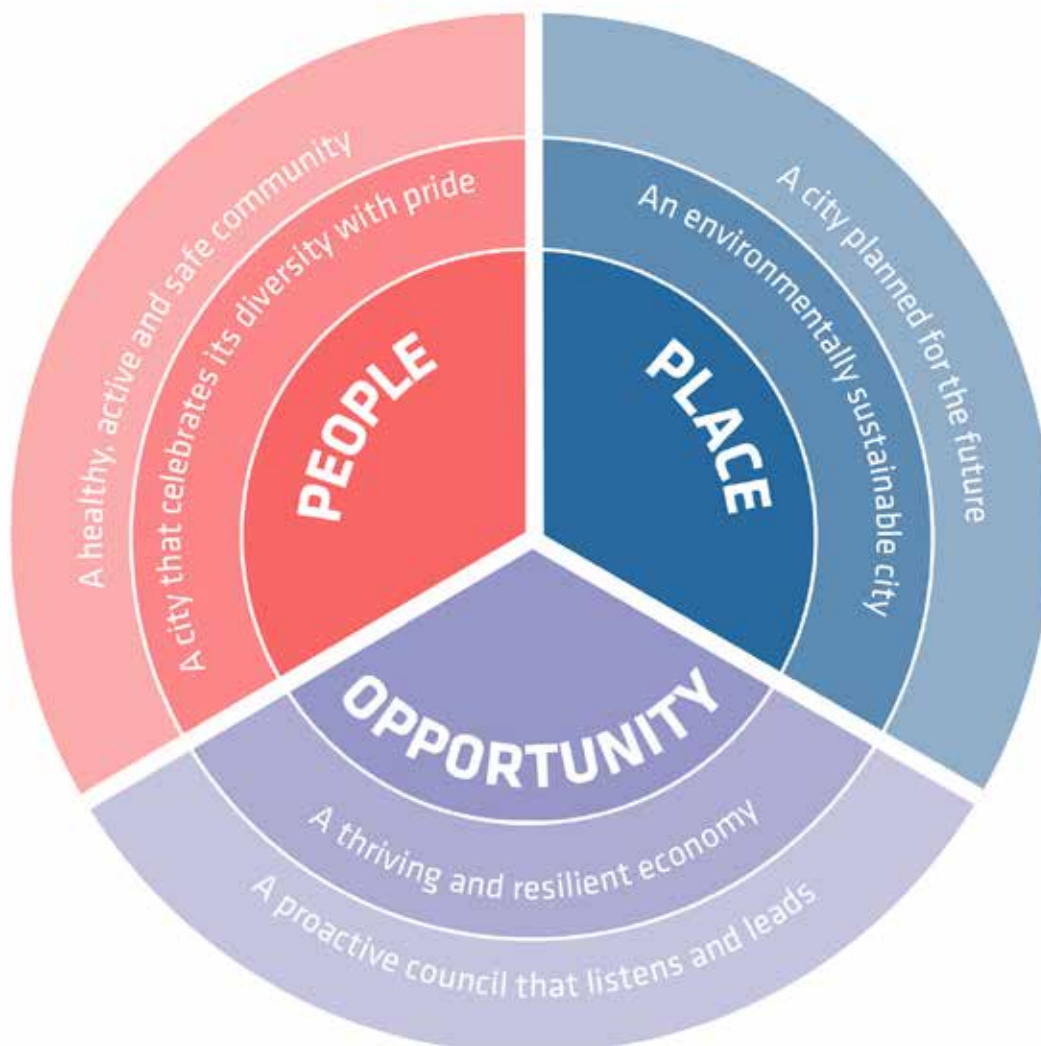 A healthy, active and safe community
A city that celebrates its diversity with pride
PEOPLE
A city planned for the future
An environmentally sustainable city
PLACE
OPPORTUNITY
A thriving and resilient economy
A proactive council that listens and leads